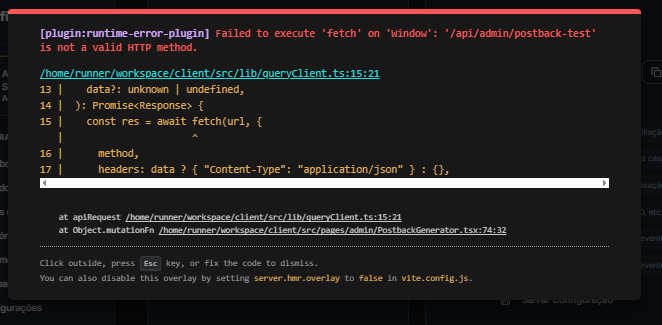 [plugin:runtime-error-plugin] Failed to execute 'fetch' on 'Window': '/api/admin/postback-test'
is not a valid HTTP method.
/home/runner/workspace/client/src/lib/queryClient.ts:15:21
13 |    data?: unknown | undefined,
14 |  ): Promise<Response> {
15 |    const res = await fetch(url, {
   |                      ^
16 |      method,
17 |      headers: data ? { "Content-Type": "application/json" } : {},
at apiRequest /home/runner/workspace/client/src/lib/queryClient.ts:15:21
at Object.mutationFn /home/runner/workspace/client/src/pages/admin/PostbackGenerator.tsx:74:32
Click outside, press Esc key, or fix the code to dismiss.
You can also disable this overlay by setting server.hmr.overlay to false in vite.config.js.
Salvar Configuração